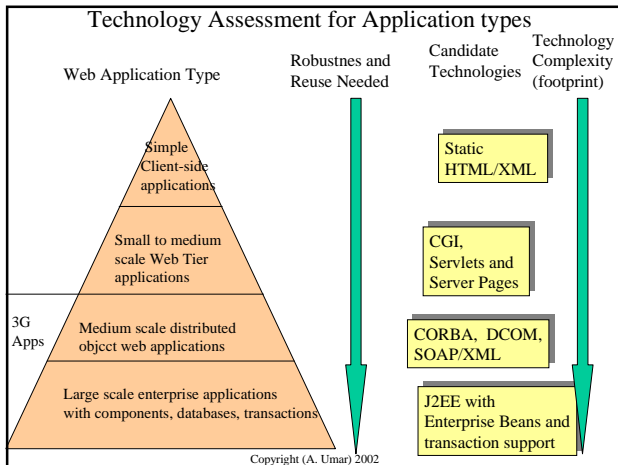 Technology Assessment for Application types
Web Application Type
Robustnes and
Reuse Needed
Candidate
Technologies
Technology
Complexity
(footprint)
Simple
Client-side
applications
Static
HTML/XML
Small to medium
scale Web Tier
applications
CGI,
Servlets and
Server Pages
3G
Apps
Medium scale distributed
objcct web applications
CORBA, DCOM,
SOAP/XML
Large scale enterprise applications
with components, databases, transactions
J2EE with
Enterprise Beans and
transaction support
Copyright (A. Umar) 2002